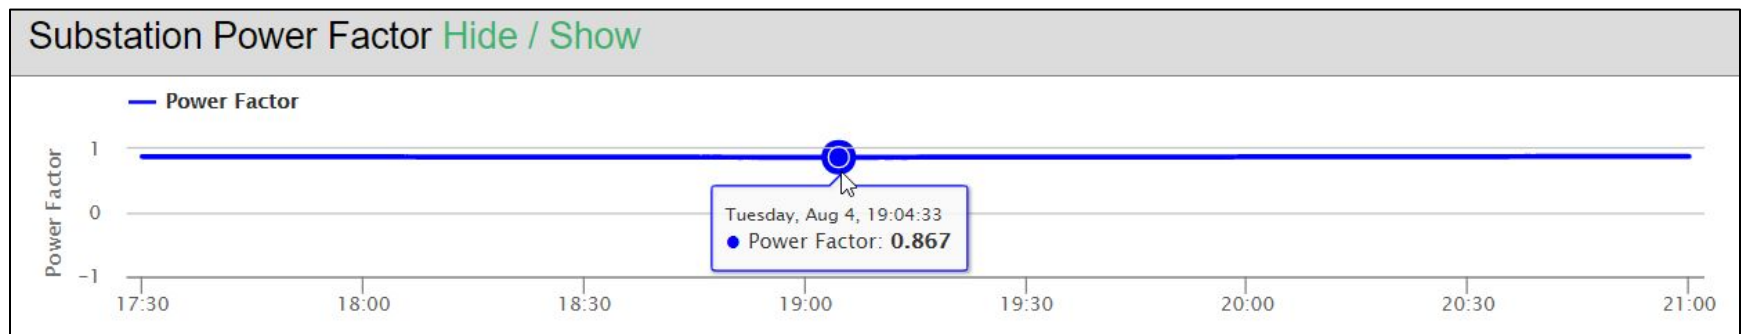 Substation Power Factor Hide / Show
Power Factor
Power Factor
1
0
-1
Tuesday, Aug 4, 19:04:33
● Power Factor: 0.867
17:30 18:00 18:30 19:00 19:30 20:00 20:30 21:00